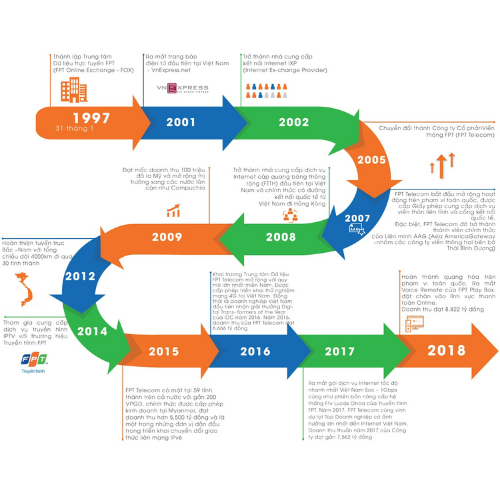 Thành lập Trung tâm
Dữ liệu trực tuyến FPT
(FPT Online Exchange - FOX)
Ra mắt trang báo
điện tử đầu tiên tại Việt Nam
- VnExpress.net
VNEXPRESS
Trở thành nhà cung cấp
kết nối Internet IXP
(Internet Ex-change Provider)
1997
31 tháng 1
2001
2002
Chuyển đổi thành Công ty Cổ phần Viễn
thông FPT (FPT Telecom)
2005
Đạt mốc doanh thu 100 triệu
đô la Mỹ và mở rộng thị
trường sang các nước lân
cận như Campuchia
Trở thành nhà cung cấp dịch vụ
Internet cáp quang băng thông
rộng (FTTH) đầu tiên tại Việt
Nam và chính thức có đường
kết nối quốc tế từ
Việt Nam đi Hồng Kông
FPT Telecom bắt đầu mở rộng hoạt
động trên phạm vi toàn quốc, được
cấp Giấy phép cung cấp dịch vụ
viễn thông liên tỉnh và cổng kết nối
quốc tế.
Đặc biệt, FPT Telecom đã trở thành
thành viên chính thức
của Liên minh AAG (Asia America Gateway
-nhóm các công ty viễn thông hai bên bờ
Thái Bình Dương)
2007
2008
2009
Hoàn thiện tuyến trục
Bắc -Nam với tổng
chiều dài 4000km đi qua
30 tỉnh thành
2012
Tham gia cung cấp
dịch vụ truyền hình
IPTV với thương hiệu
Truyền hình FPT
FPT
Truyền hình
2014
Khai trương Trung tâm Dữ liệu
FPT Telecom mở rộng với quy
mô lớn nhất miền Nam. Được
cấp phép triển khai thử nghiệm
mạng 4G tại Việt Nam. Đồng
thời là doanh nghiệp Việt Nam
đầu tiên nhận giải thưởng Digi-
tal Trans- formers of the Year
của IDC năm 2016. Năm 2016,
doanh thu của FPT Telecom đạt
6.666 tỷ đồng
Hoàn thành quang hóa trên
phạm vi toàn quốc. Ra mắt
Voice Remote của FPT Play Box,
đặt chân vào lĩnh vực thanh
toán Online.
Doanh thu đạt 8.822 tỷ đồng
2015
2016
2017
2018
FPT Telecom có mặt tại 59 tỉnh
thành trên cả nước với gần 200
VPGD, chính thức được cấp phép
kinh doanh tại Myanmar, đạt
doanh thu hơn 5,500 tỷ đồng và là
một trong những đơn vị dẫn đầu
trong triển khai chuyển đổi giao
thức liên mạng IPv6
Ra mắt gói dịch vụ Internet tốc độ
nhanh nhất Việt Nam Soc – 1Gbps
cùng như phiên bản nâng cấp hệ
thống Ftv Lucas Onca của Truyền hình
FPT. Năm 2017, FPT Telecom cũng vinh
dự lọt Top Doanh nghiệp có ảnh
hưởng lớn nhất đến Internet Việt Nam.
Doanh thu thuần năm 2017 của Công
ty đạt gần 7,562 tỷ đồng